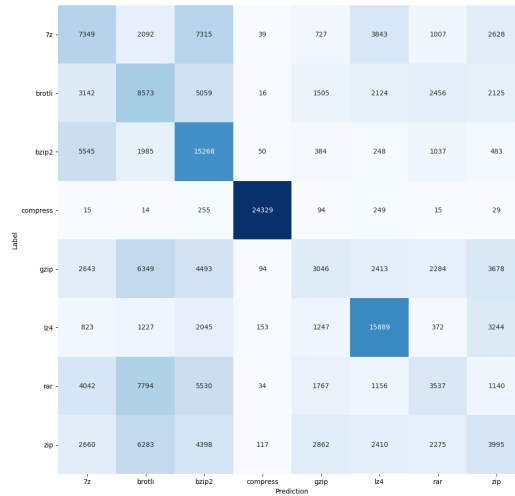 7z 7349 2092 7315 39 727 3843 1007 2628
brotli 3142 8573 5059 16 1505 2124 2456 2125
bzip2 5545 1985 15268 50 384 248 1037 483
compress 15 14 255 24329 94 249 15 29
Label
gzip 2643 6349 4493 94 3046 2413 2284 3678
lz4 823 1227 2045 153 1247 15889 372 3244
rar 4042 7794 5530 34 1767 1156 3537 1140
zip 2660 6283 4398 117 2862 2410 2275 3995
7z brotli bzip2 compress gzip lz4 rar zip
Prediction